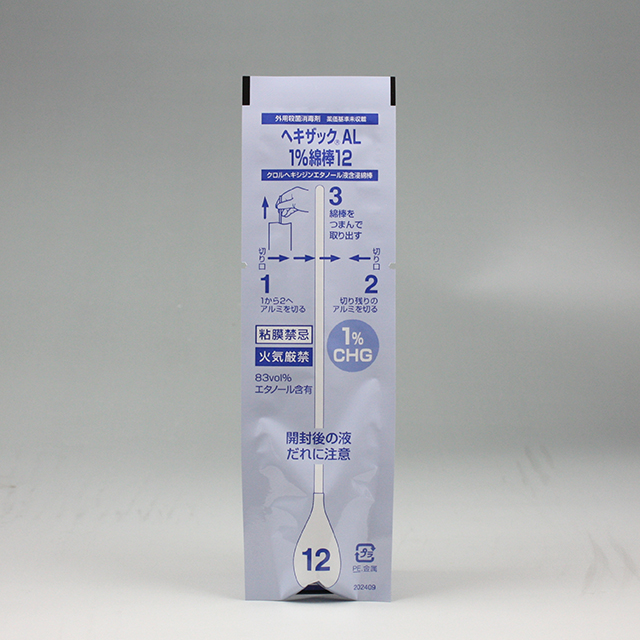 外用殺菌消毒剤 薬価基準未収載
ヘキザック® AL
1%綿棒12
クロルヘキシジンエタノール液含浸綿棒
3
綿棒を
つまんで
取り出す
切り口
切り口
1
1から2へ
アルミを切る
2
切り残りの
アルミを切る
粘膜禁忌
火気厳禁
1%
CHG
83vol%
エタノール含有
開封後の液
だれに注意
12
プラ
PE,金属
202409